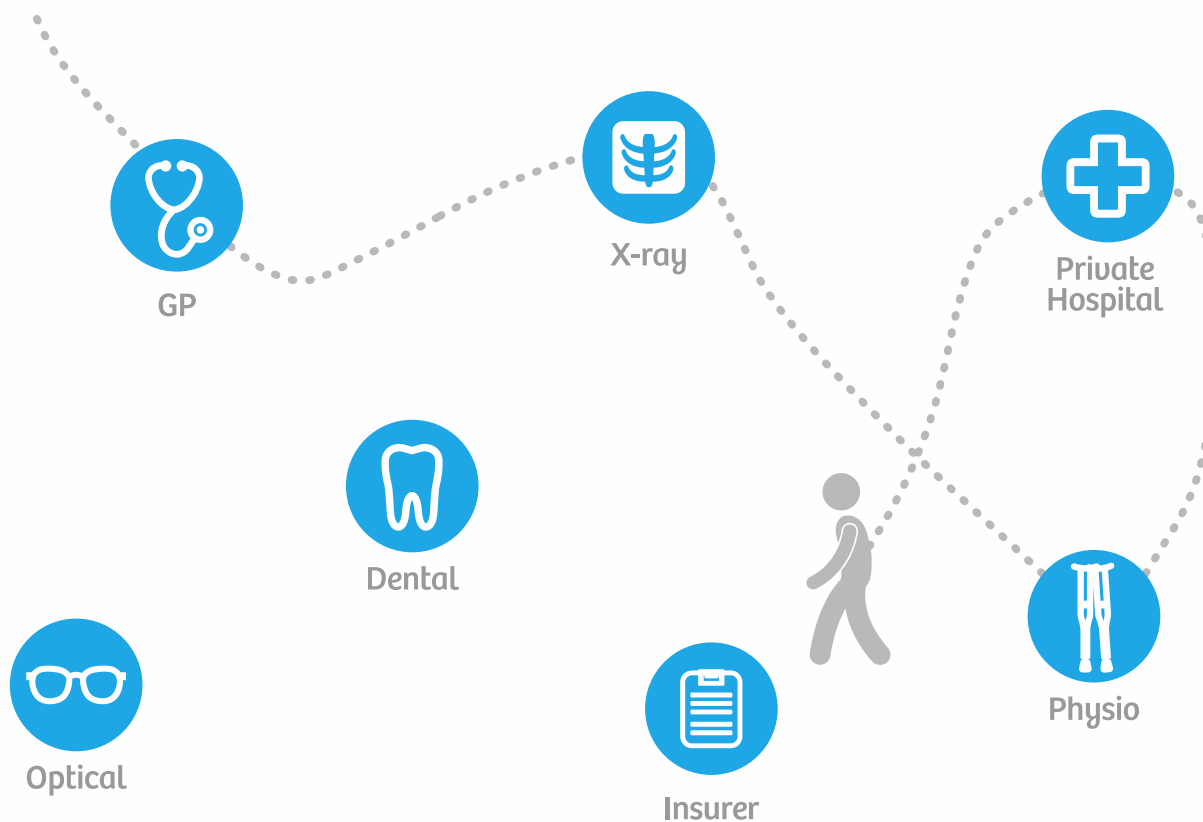 GP
X-ray
Private
Hospital
Dental
Physio
Optical
Insurer